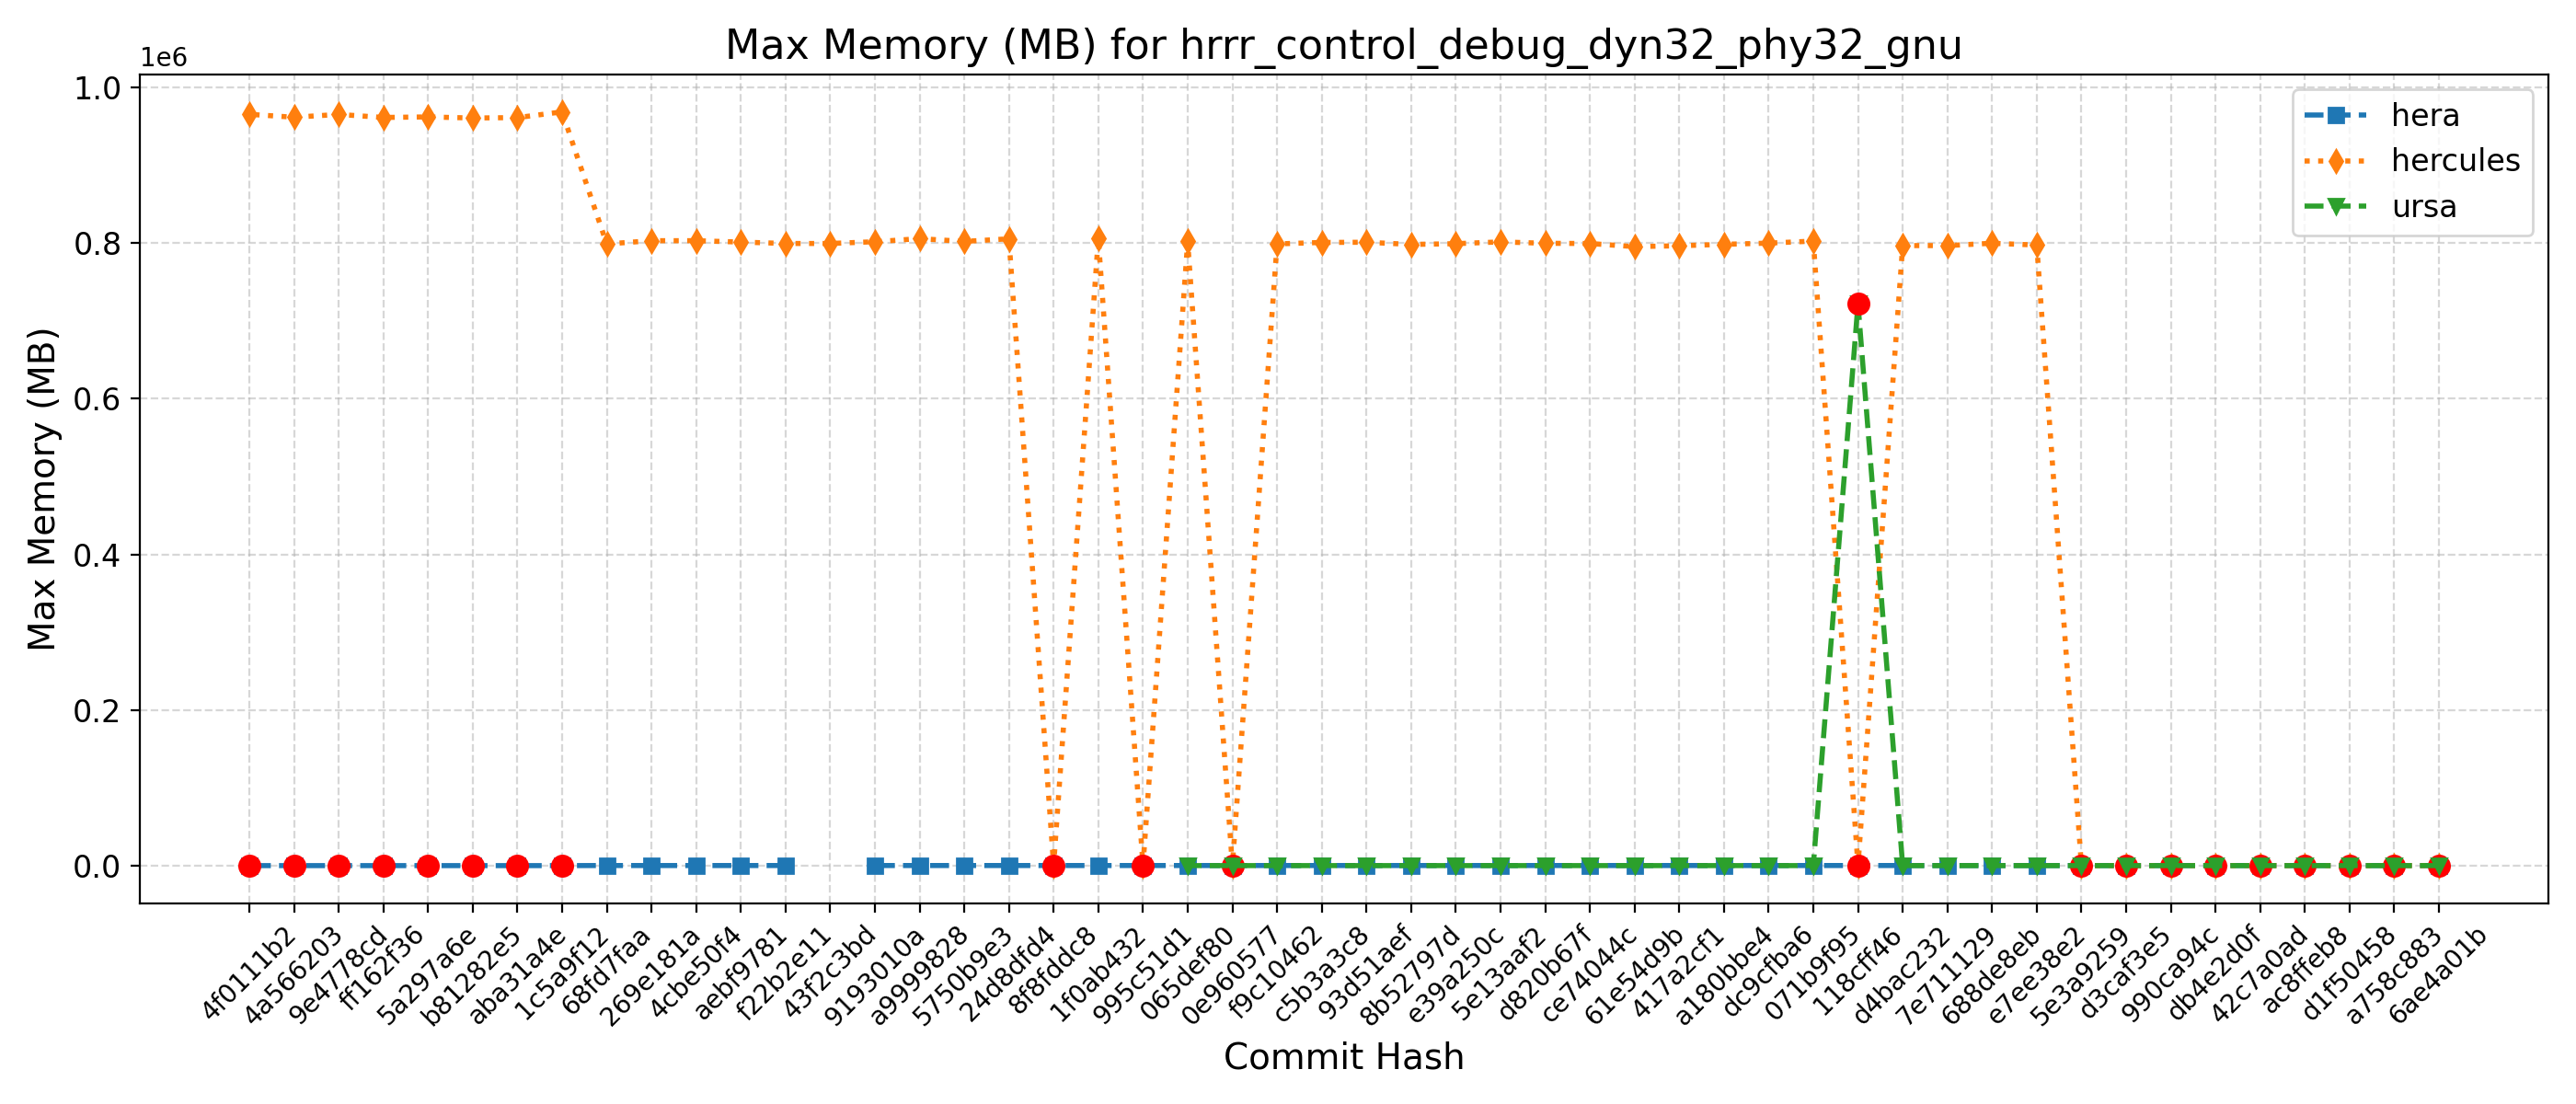 Max Memory (MB) for hrrr_control_debug_dyn32_phy32_gnu
1e6
1.0
0.8
0.6
0.4
0.2
0.0
Max Memory (MB)
hera
hercules
ursa
4f0111b2
4a566203
9e4778cd
ff162f36
5a297a6e
b81282e5
aba31a4e
1c5a9f12
68fd7faa
269e181a
4cbe50f4
aebf9781
f22b2e11
43f2c3bd
9193010a
a9999828
5750b9e3
24d8dfd4
8f8fddc8
1f0ab432
995c51d1
065def80
0e960577
f9c10462
c5b3a3c8
93d51aef
8b52797d
e39a250c
5e13aaf2
d820b67f
ce74044c
61e54d9b
417a2cf1
a180bbe4
dc9cfba6
071b9f95
118cff46
d4bac232
7e711129
688de8eb
e7ee38e2
5e3a9259
d3caf3e5
990ca94c
db4e2d0f
42c7a0ad
ac8ffeb8
d1f50458
a758c883
6ae4a01b
Commit Hash